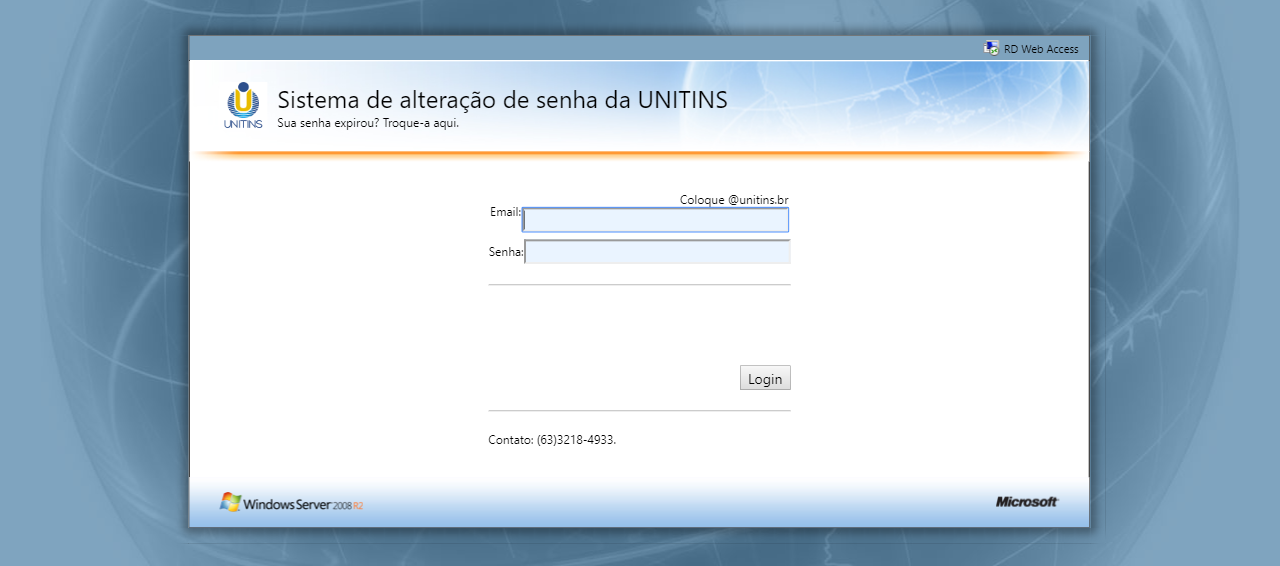 RD Web Access
UNITINS
Sistema de alteração de senha da UNITINS
Sua senha expirou? Troque-a aqui.
Coloque @unitins.br
Email:
Senha:
Login
Contato: (63)3218-4933.
Windows Server 2008 R2
Microsoft